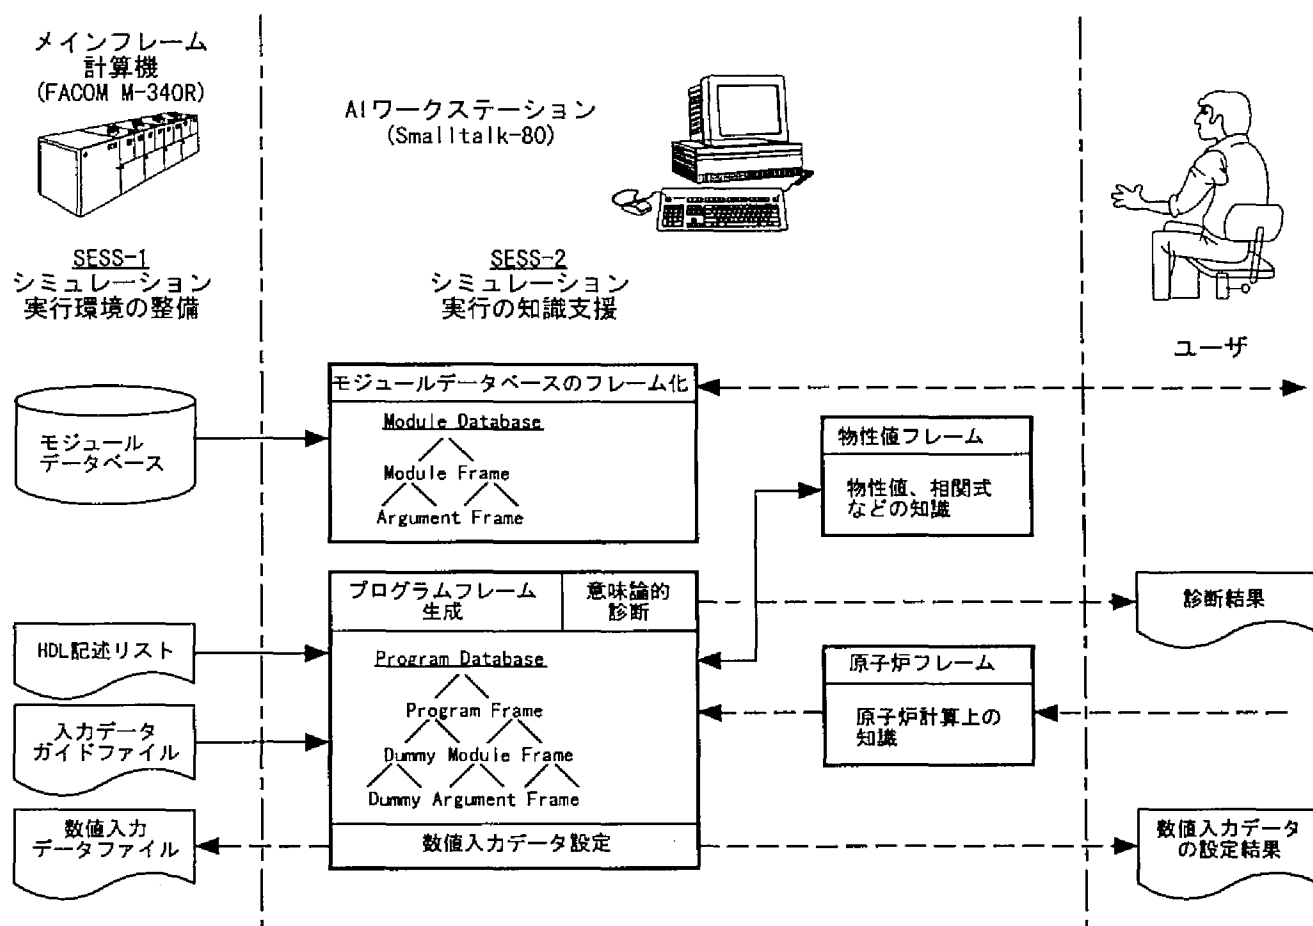 メインフレーム
計算機
(FACOM M-340R)
AIワークステーション
(Smalltalk-80)
SESS-1
シミュレーション
実行環境の整備
SESS-2
シミュレーション
実行の知識支援
ユーザ
モジュール
データベース
モジュールデータベースのフレーム化
Module Database
Module Frame
Argument Frame
物性値フレーム
物性値、相関式
などの知識
HDL記述リスト
入力データ
ガイドファイル
数値入力
データファイル
プログラムフレーム
生成
意味論的
診断
Program Database
Program Frame
Dummy Module Frame
Dummy Argument Frame
数値入力データ設定
原子炉フレーム
原子炉計算上の
知識
診断結果
数値入力データ
の設定結果